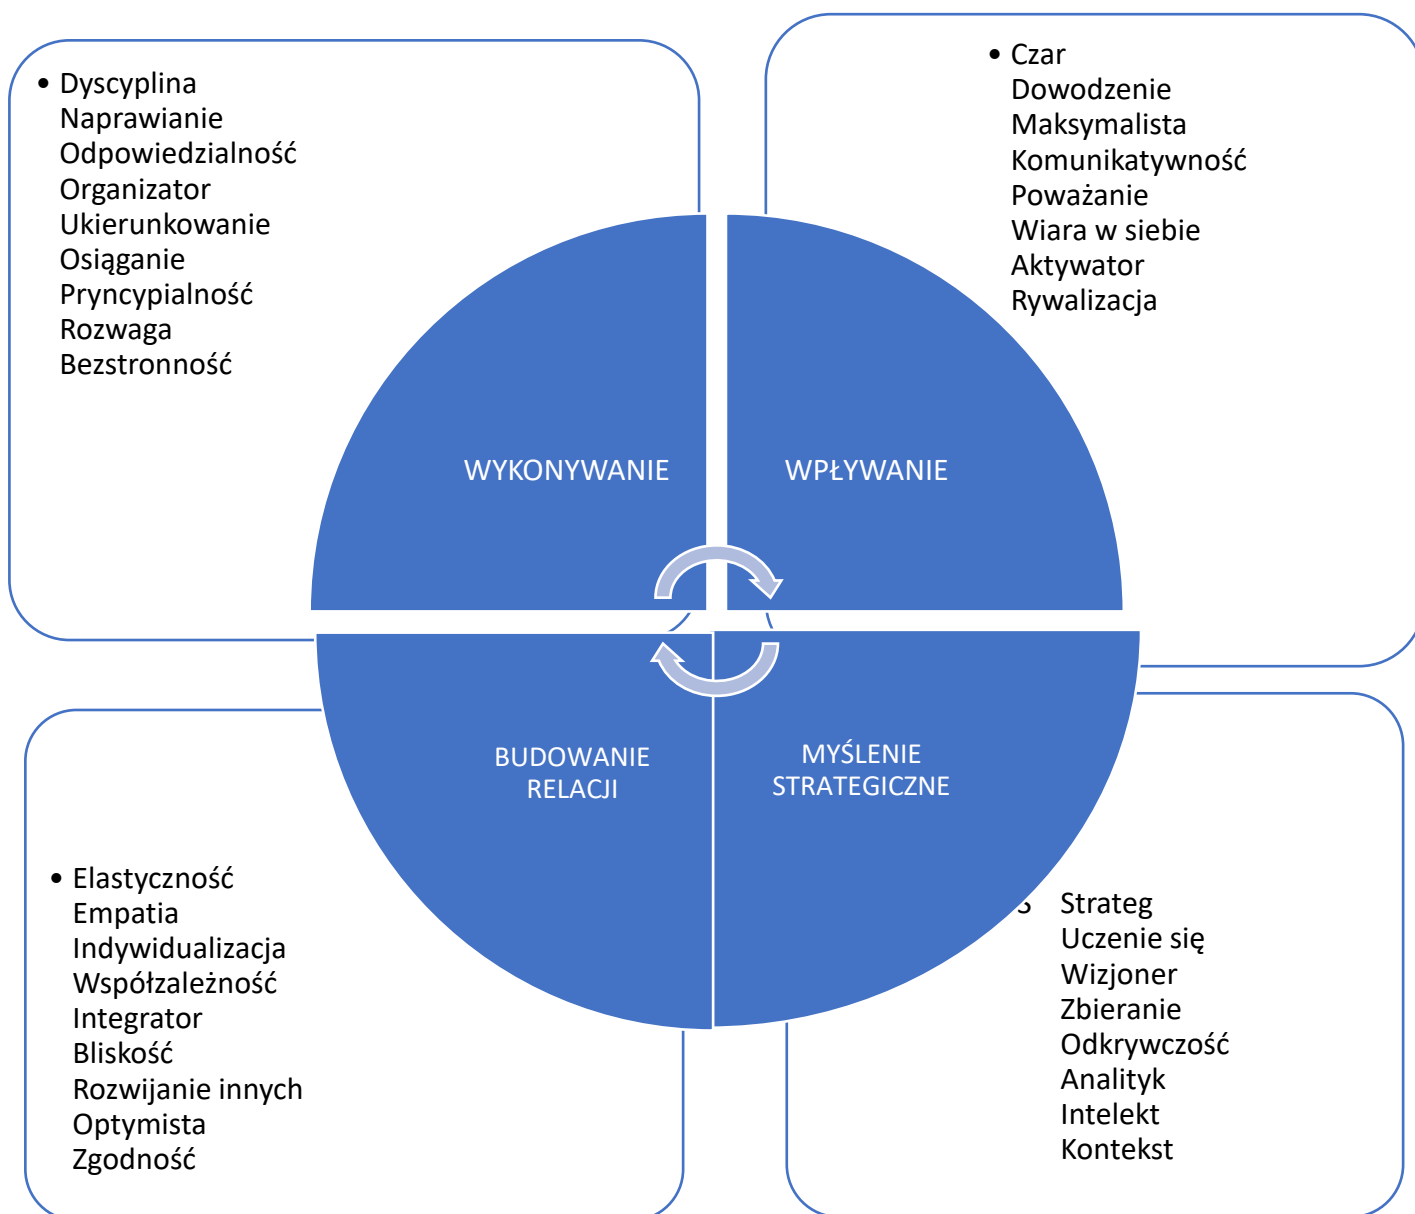 • Dyscyplina
Naprawianie
Odpowiedzialność
Organizator
Ukierunkowanie
Osiąganie
Pryncypialność
Rozwaga
Bezstronność
• Czar
Dowodzenie
Maksymalista
Komunikatywność
Poważanie
Wiara w siebie
Aktywator
Rywalizacja
WYKONYWANIE
WPŁYWANIE
BUDOWANIE
RELACJI
MYŚLENIE
STRATEGICZNE
• Elastyczność
Empatia
Indywidualizacja
Współzależność
Integrator
Bliskość
Rozwijanie innych
Optymista
Zgodność
Strateg
Uczenie się
Wizjoner
Zbieranie
Odkrywczość
Analityk
Intelekt
Kontekst